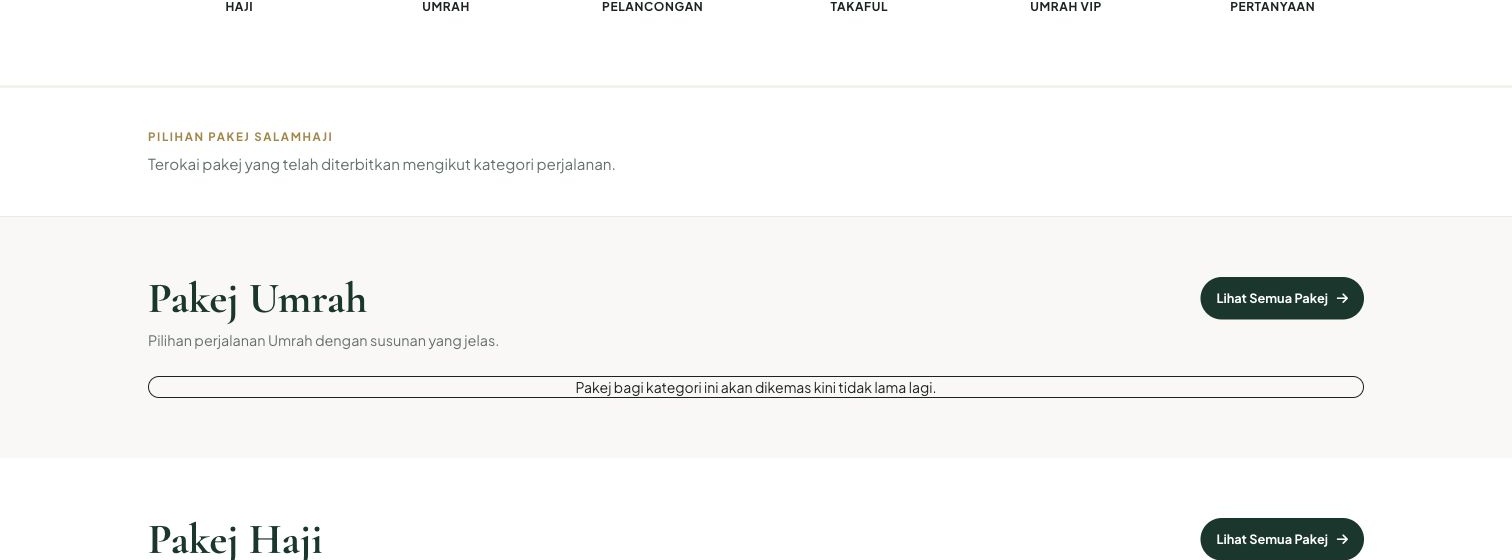 HAJI UMRAH PELANCONGAN TAKAFUL UMRAH VIP PERTANYAAN
PILIHAN PAKEJ SALAMHAJI
Terokai pakej yang telah diterbitkan mengikut kategori perjalanan.
Pakej Umrah
Lihat Semua Pakej →
Pilihan perjalanan Umrah dengan susunan yang jelas.
Pakej bagi kategori ini akan dikemas kini tidak lama lagi.
Pakej Haji
Lihat Semua Pakej →